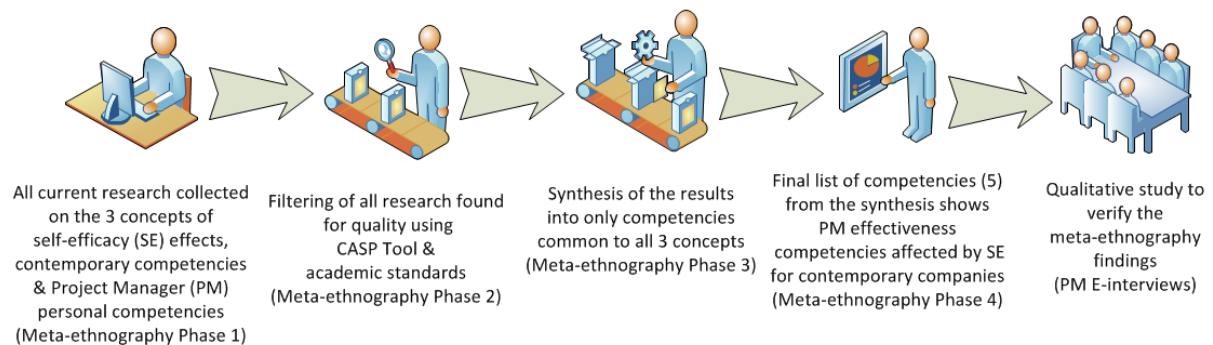 All current research collected
on the 3 concepts of
self-efficacy (SE) effects,
contemporary competencies
& Project Manager (PM)
personal competencies
(Meta-ethnography Phase 1)
Filtering of all research found
for quality using
CASP Tool &
academic standards
(Meta-ethnography Phase 2)
Synthesis of the results
into only competencies
common to all 3 concepts
(Meta-ethnography Phase 3)
Final list of competencies (5)
from the synthesis shows
PM effectiveness
competencies affected by SE
for contemporary companies
(Meta-ethnography Phase 4)
Qualitative study to
verify the
meta-ethnography
findings
(PM E-interviews)